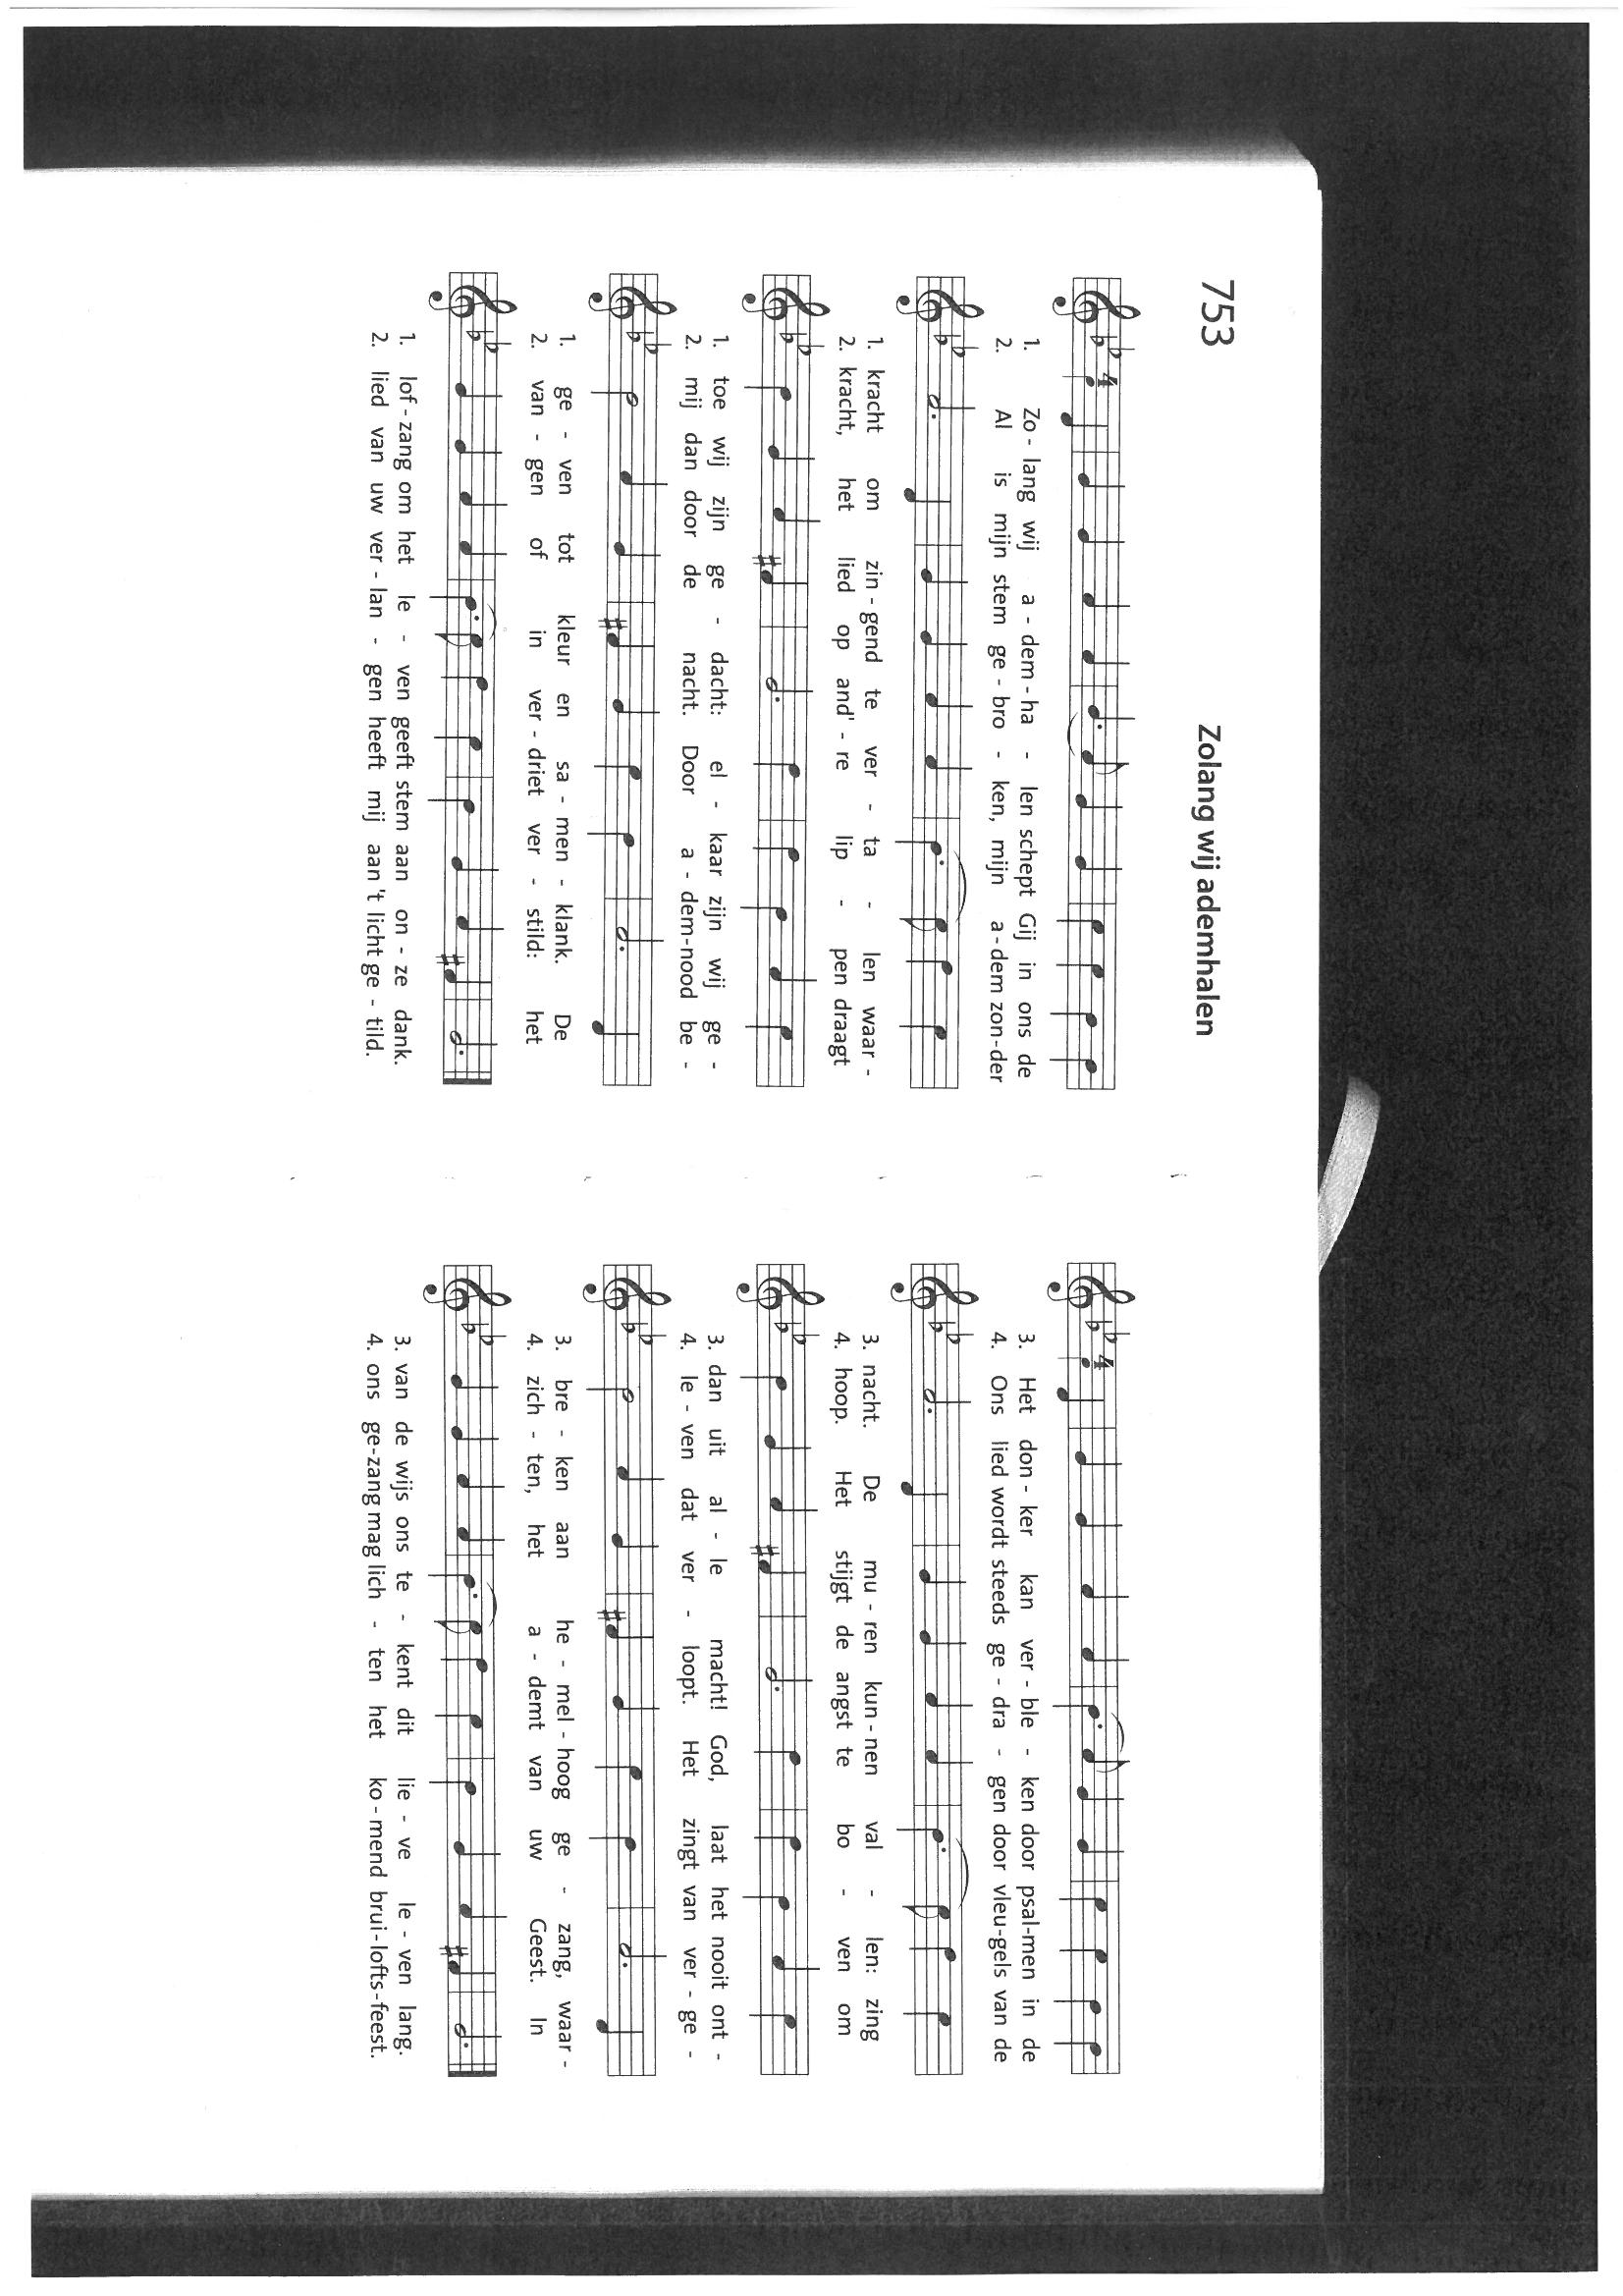 753
Zolang wij ademhalen
4
1. Zo - lang wij a - dem - ha - len schept Gij in ons de
2. Al is mijn stem ge - bro - ken, mijn a - dem zon - der
1. kracht om zin - gend te ver - ta - len waar -
2. kracht, het lied op and' - re lip - pen draagt
1. toe wij zijn ge - dacht: el - kaar zijn wij ge -
2. mij dan door de nacht. Door a - dem-nood be -
1. ge - ven tot kleur en sa - men - klank. De
2. van - gen of in ver - driet ver - stild: het
1. lof - zang om het le - ven geeft stem aan on - ze dank.
2. lied van uw ver - lan - gen heeft mij aan 't licht ge - tild.
4
3. Het don - ker kan ver - ble - ken door psal-men in de
4. Ons lied wordt steeds ge - dra - gen door vleu-gels van de
3. nacht. De mu - ren kun - nen val - len: zing
4. hoop. Het stijgt de angst te bo - ven om
3. dan uit al - le macht! God, laat het nooit ont -
4. le - ven dat ver - loopt. Het zingt van ver - ge -
3. bre - ken aan he - mel - hoog ge - zang, waar -
4. zich - ten, het a - demt van uw Geest. In
3. van de wijs ons te - kent dit lie - ve le - ven lang.
4. ons ge-zang mag lich - ten het ko - mend brui-lofts-feest.